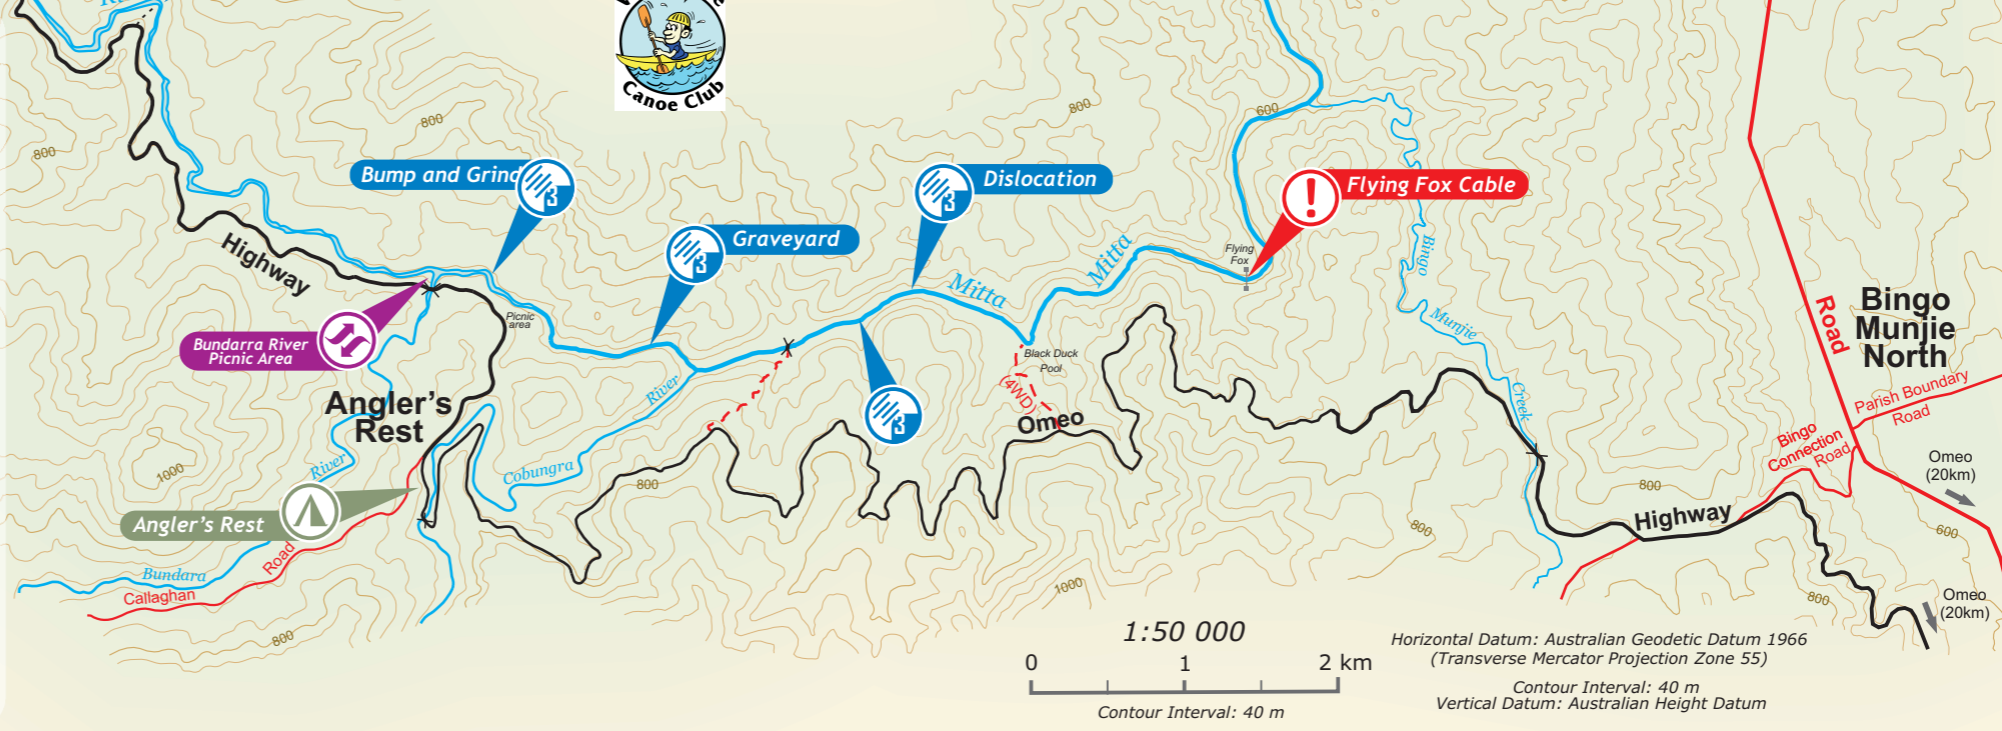 Canoe Club
800
600
800
800
Bump and Grind
3
Dislocation
3
Flying Fox Cable
!
Graveyard
3
Highway
Flying
Fox
Mitta
Mitta
Bingo
Munjie
Creek
Picnic
area
Bundarra River
Picnic Area
Black Duck
Pool
(4WD)
Road
Bingo
Munjie
North
Parish Boundary
Road
Angler's
Rest
River
3
Omeo
Bingo
Connection
Road
Cobungra
River
1000
800
800
800
Omeo
(20km)
Angler's Rest
Highway
600
Road
Bundara
Callaghan
800
1000
800
Omeo
(20km)
1:50 000
0 1 2 km
Contour Interval: 40 m
Horizontal Datum: Australian Geodetic Datum 1966
(Transverse Mercator Projection Zone 55)
Contour Interval: 40 m
Vertical Datum: Australian Height Datum